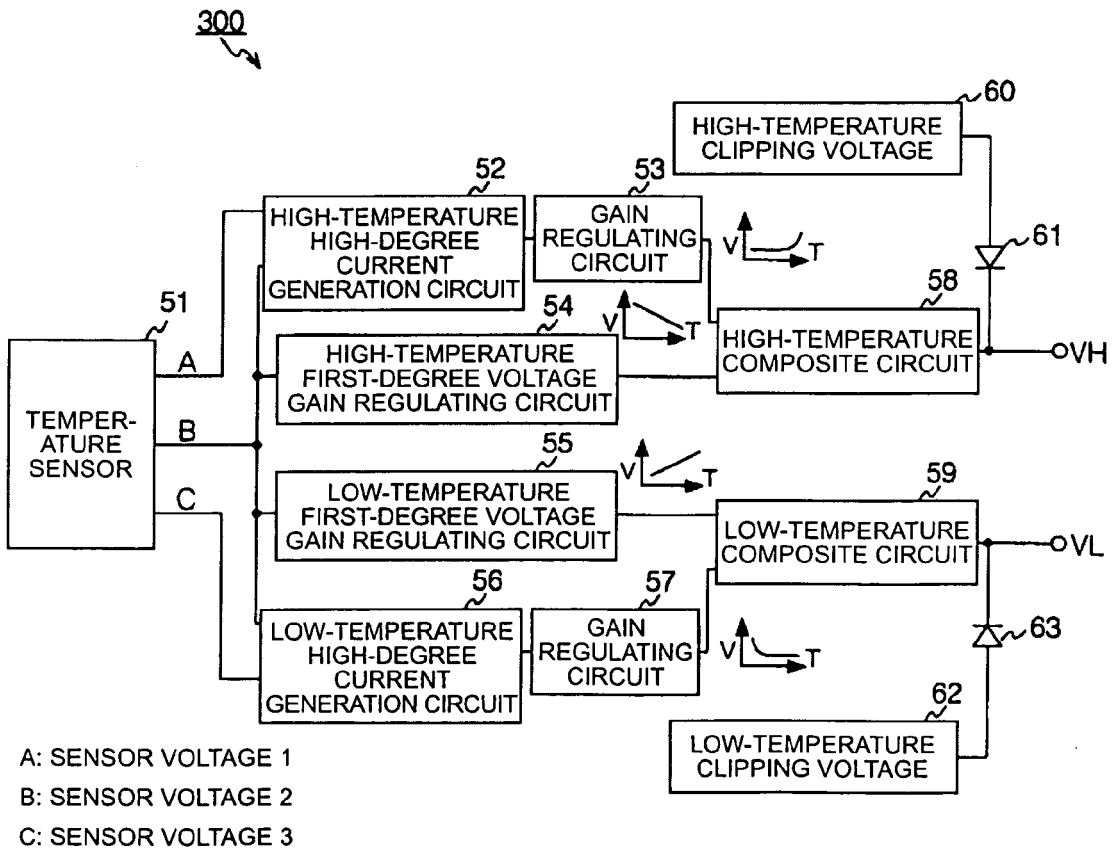 300
60
HIGH-TEMPERATURE
CLIPPING VOLTAGE
52
HIGH-TEMPERATURE
HIGH-DEGREE
CURRENT
GENERATION CIRCUIT
53
GAIN
REGULATING
CIRCUIT
V
T
61
51
TEMPER-
ATURE
SENSOR
A
B
C
54
HIGH-TEMPERATURE
FIRST-DEGREE VOLTAGE
GAIN REGULATING CIRCUIT
V
T
58
HIGH-TEMPERATURE
COMPOSITE CIRCUIT
VH
55
LOW-TEMPERATURE
FIRST-DEGREE VOLTAGE
GAIN REGULATING CIRCUIT
V
T
59
LOW-TEMPERATURE
COMPOSITE CIRCUIT
VL
56
LOW-TEMPERATURE
HIGH-DEGREE
CURRENT
GENERATION CIRCUIT
57
GAIN
REGULATING
CIRCUIT
V
T
63
62
LOW-TEMPERATURE
CLIPPING VOLTAGE
A: SENSOR VOLTAGE 1
B: SENSOR VOLTAGE 2
C: SENSOR VOLTAGE 3